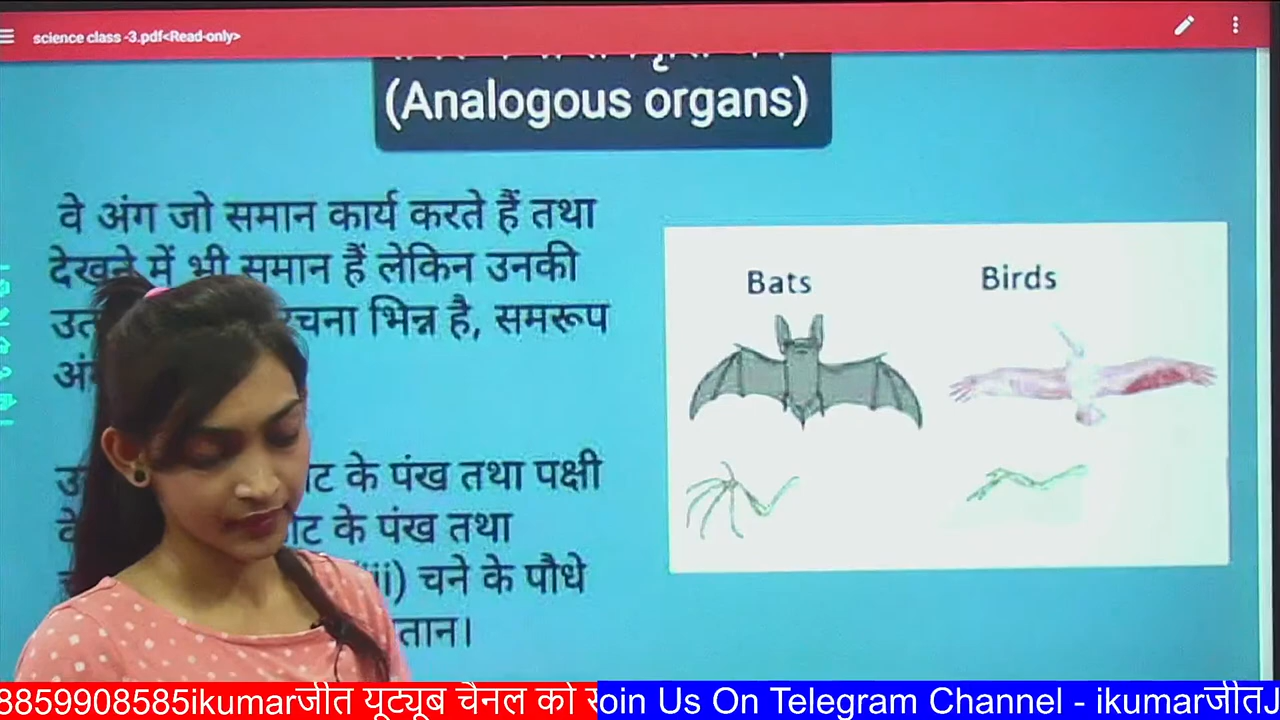 science class -3.pdf<Read-only>
(Analogous organs)
वे अंग जो समान कार्य करते हैं तथा
देखने में भी समान हैं लेकिन उनकी
रचना भिन्न है, समरूप
Bats
Birds
के पंख तथा पक्षी
के पंख तथा
चने के पौधे
8859908585ikumarजीत यूट्यूब चैनल को
oin Us On Telegram Channel - ikumarजीतJ